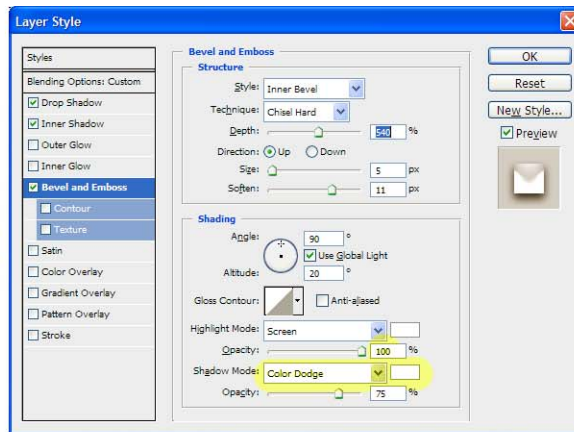 Layer Style
Styles
Blending Options: Custom
Drop Shadow
Inner Shadow
Outer Glow
Inner Glow
Bevel and Emboss
Contour
Texture
Satin
Color Overlay
Gradient Overlay
Pattern Overlay
Stroke
Bevel and Emboss
Structure
Style: Inner Bevel
Technique: Chisel Hard
Depth: 540 %
Direction: Up Down
Size: 5 px
Soften: 11 px
Shading
Angle: 90 °
Use Global Light
Altitude: 20 °
Gloss Contour: Anti-aliased
Highlight Mode: Screen
Opacity: 100 %
Shadow Mode: Color Dodge
Opacity: 75 %
OK
Reset
New Style...
Preview